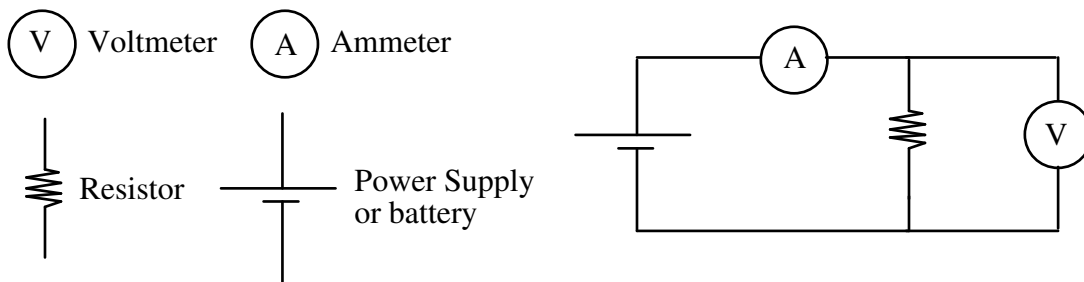 V Voltmeter
A Ammeter
Resistor
Power Supply
or battery
A
V